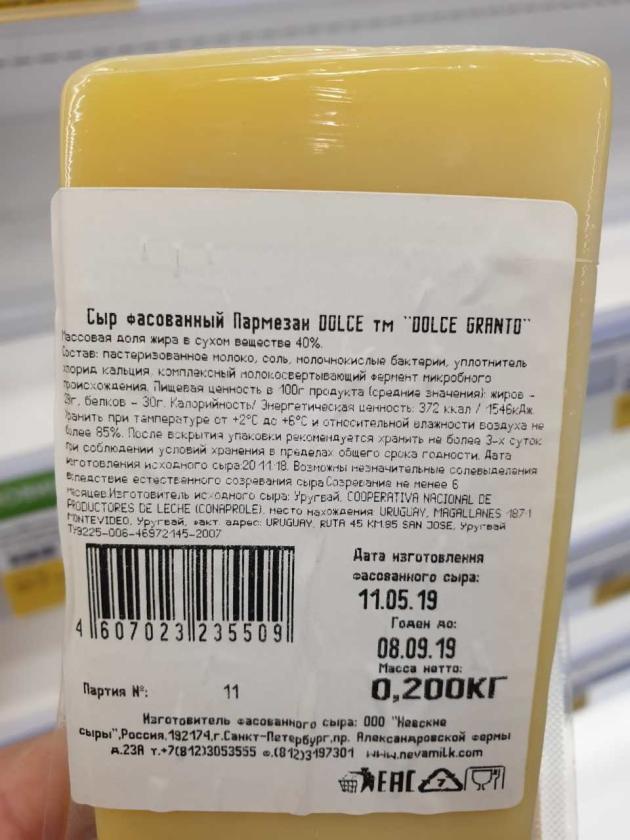 Сыр фасованный Пармезан DOLCE тм "DOLCE GRANTO"
Массовая доля жира в сухом веществе 40%.
Состав: пастеризованное молоко, соль, молочнокислые бактерии, уплотнитель
хлорид кальция, комплексный молокосвертывающий фермент микробного
происхождения. Пищевая ценность в 100г продукта (средние значения): жиров -
28г, белков - 30г. Калорийность/ Энергетическая ценность: 372 ккал / 1546кДж.
Хранить при температуре от +2°С до +6°С и относительной влажности воздуха не
более 85%. После вскрытия упаковки рекомендуется хранить не более 3-х суток
при соблюдении условий хранения в пределах общего срока годности. Дата
изготовления исходного сыра:20.11.18. Возможны незначительные солевыделения
вследствие естественного созревания сыра.Созревание не менее 6
месяцев.Изготовитель исходного сыра: Уругвай, COOPERATIVA NACIONAL DE
PRODUCTORES DE LECHE (CONAPROLE), место нахождения: URUGUAY, MAGALLANES 1871
MONTEVIDEO, Уругвай, факт. адрес: URUGUAY, RUTA 45 KM185 SAN JOSE, Уругвай
ТУ9225-006-46972145-2007
Дата изготовления
фасованного сыра:
11.05.19
Годен до:
08.09.19
Масса нетто:
0,200КГ
4 607023 235509
Партия №: 11
Изготовитель фасованного сыра: ООО "Невские
сыры",Россия,192174,г.Санкт-Петербург,пр. Александровской фермы
д.23А т.+7(812)3053555 ф.(812)3197301 www.nevamilk.com
ЕАС
7